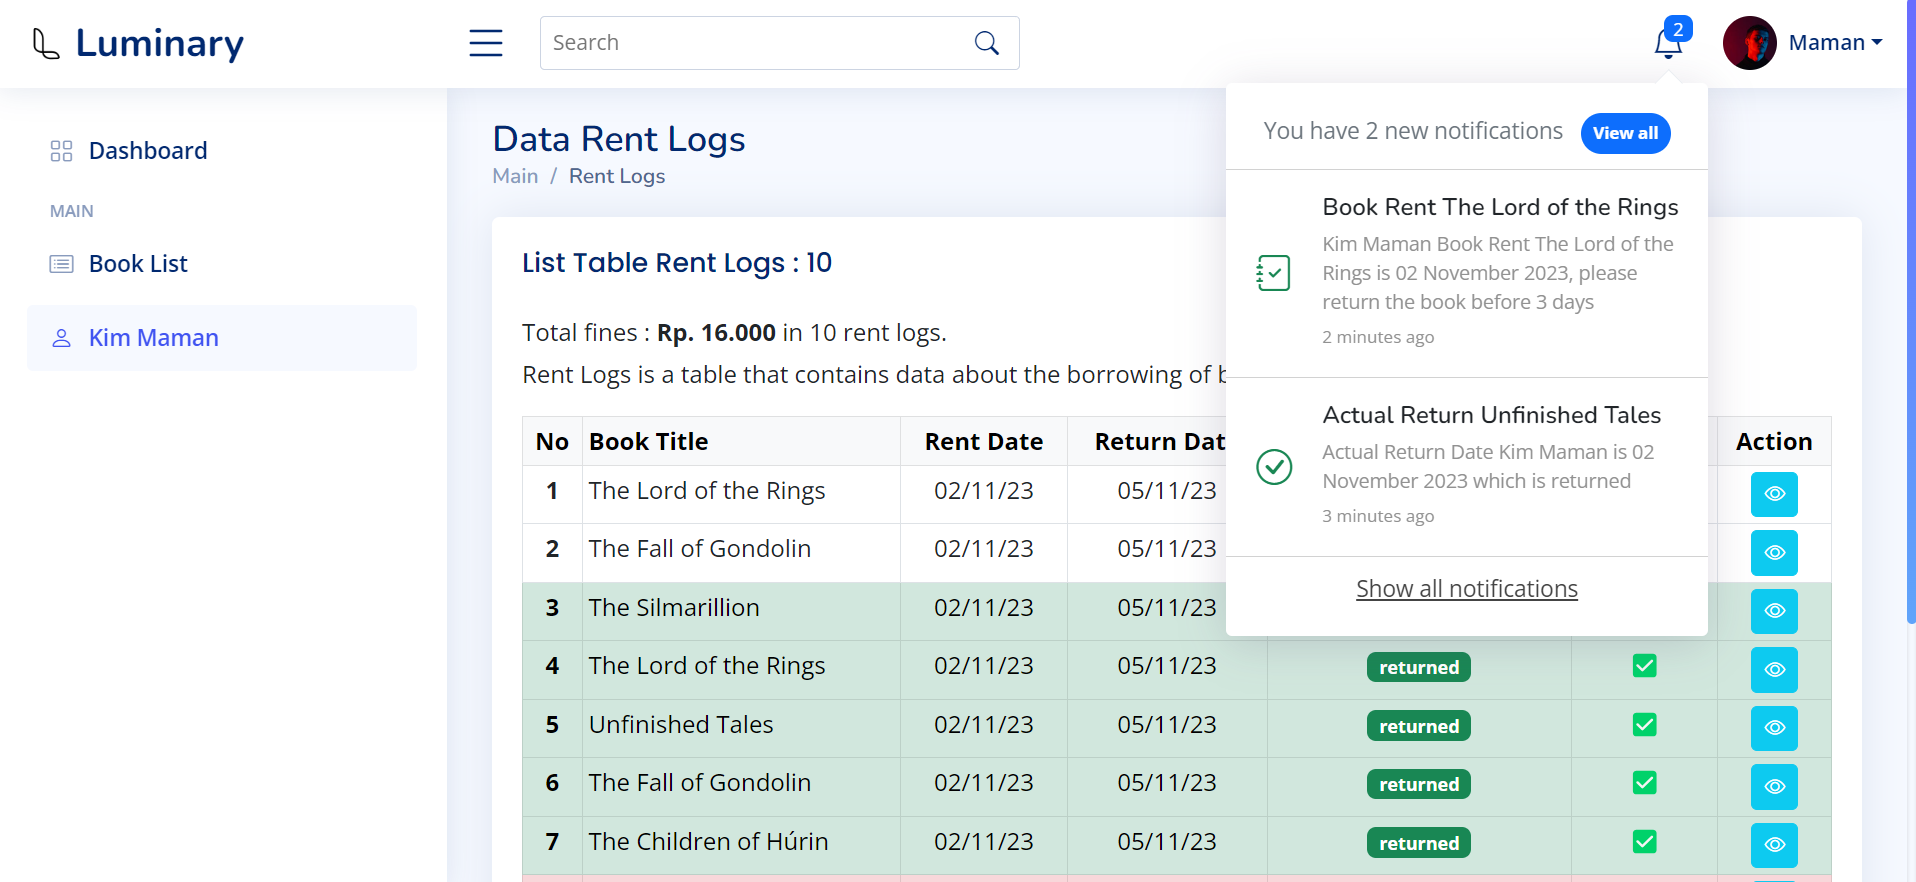 Luminary
Search
2
Maman
Dashboard
MAIN
Book List
Kim Maman
Data Rent Logs
Main / Rent Logs
List Table Rent Logs : 10
Total fines : Rp. 16.000 in 10 rent logs.
Rent Logs is a table that contains data about the borrowing of
No Book Title Rent Date Return Dat Action
1 The Lord of the Rings 02/11/23 05/11/23
2 The Fall of Gondolin 02/11/23 05/11/23
3 The Silmarillion 02/11/23 05/11/23
4 The Lord of the Rings 02/11/23 05/11/23 returned
5 Unfinished Tales 02/11/23 05/11/23 returned
6 The Fall of Gondolin 02/11/23 05/11/23 returned
7 The Children of Húrin 02/11/23 05/11/23 returned
You have 2 new notifications View all
Book Rent The Lord of the Rings
Kim Maman Book Rent The Lord of the
Rings is 02 November 2023, please
return the book before 3 days
2 minutes ago
Actual Return Unfinished Tales
Actual Return Date Kim Maman is 02
November 2023 which is returned
3 minutes ago
Show all notifications